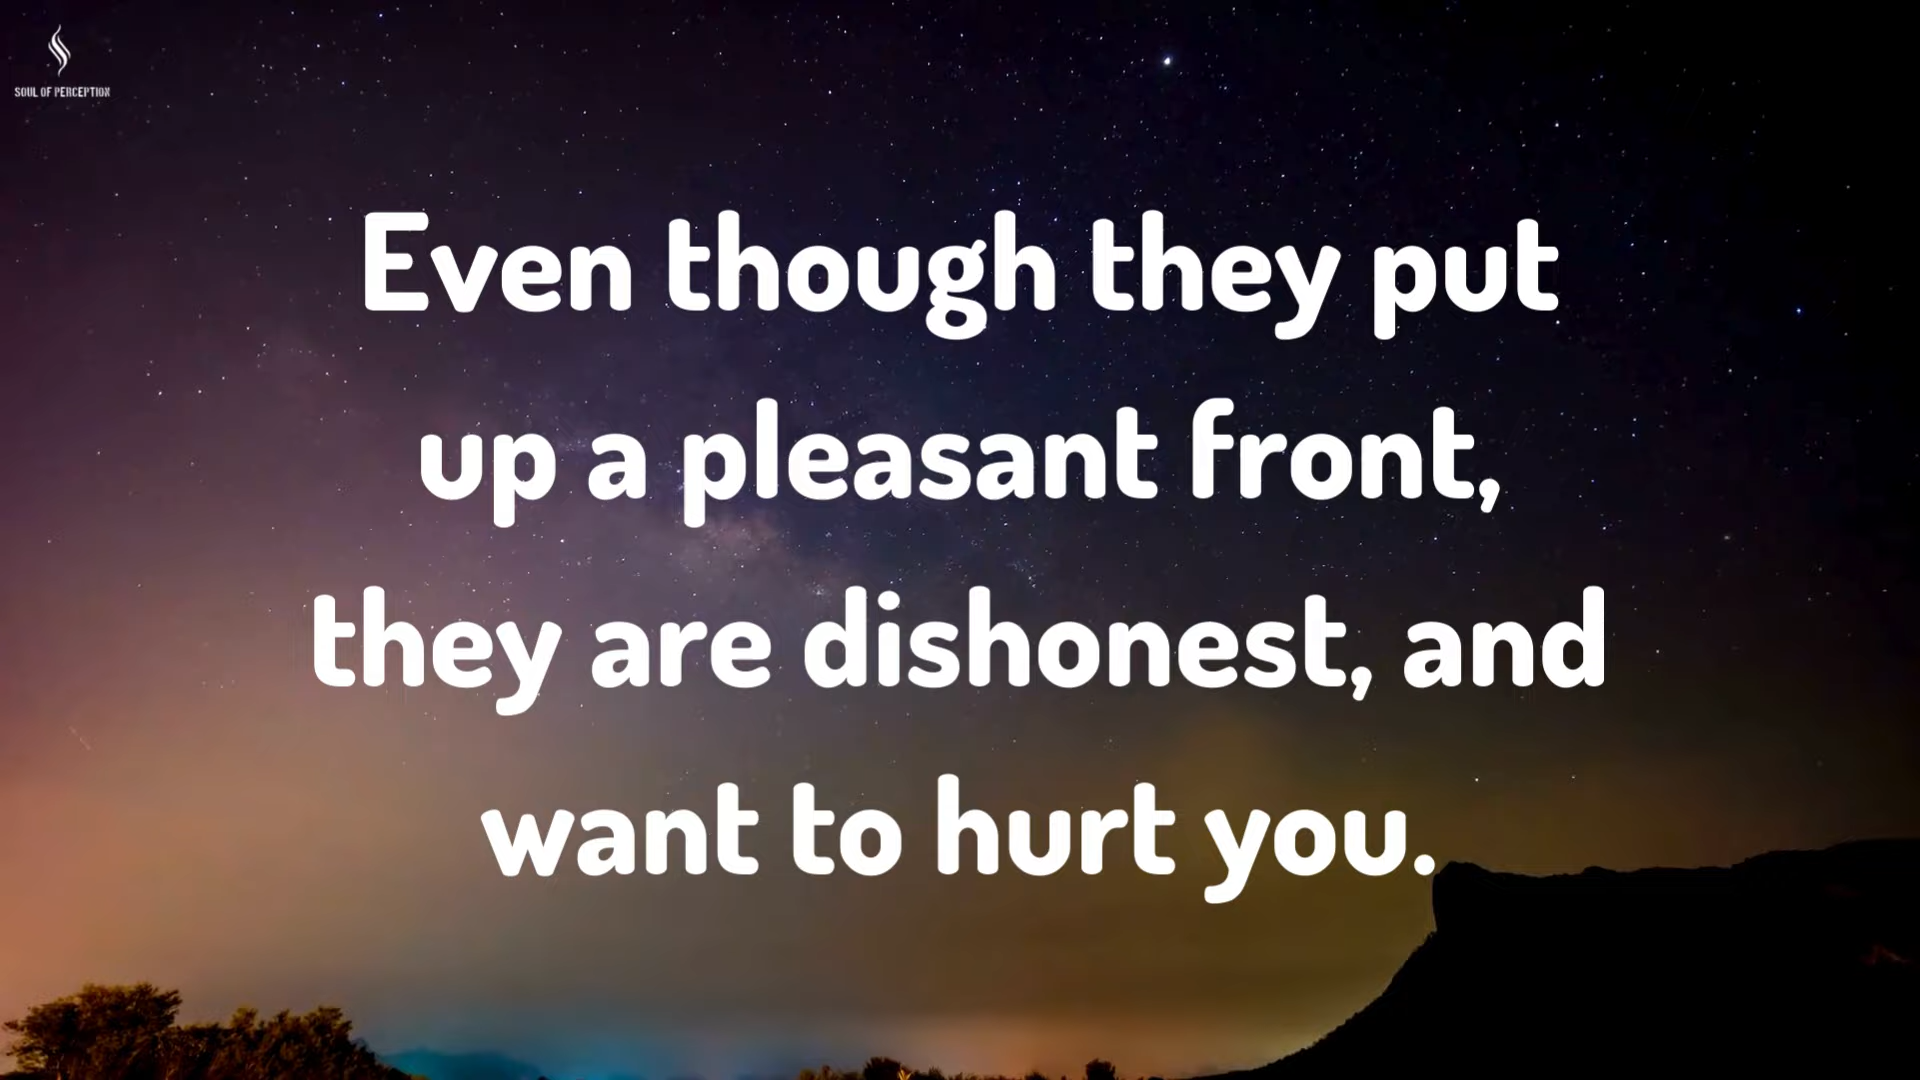 SOUL OF PERCEPTION
Even though they put
up a pleasant front,
they are dishonest, and
want to hurt you.